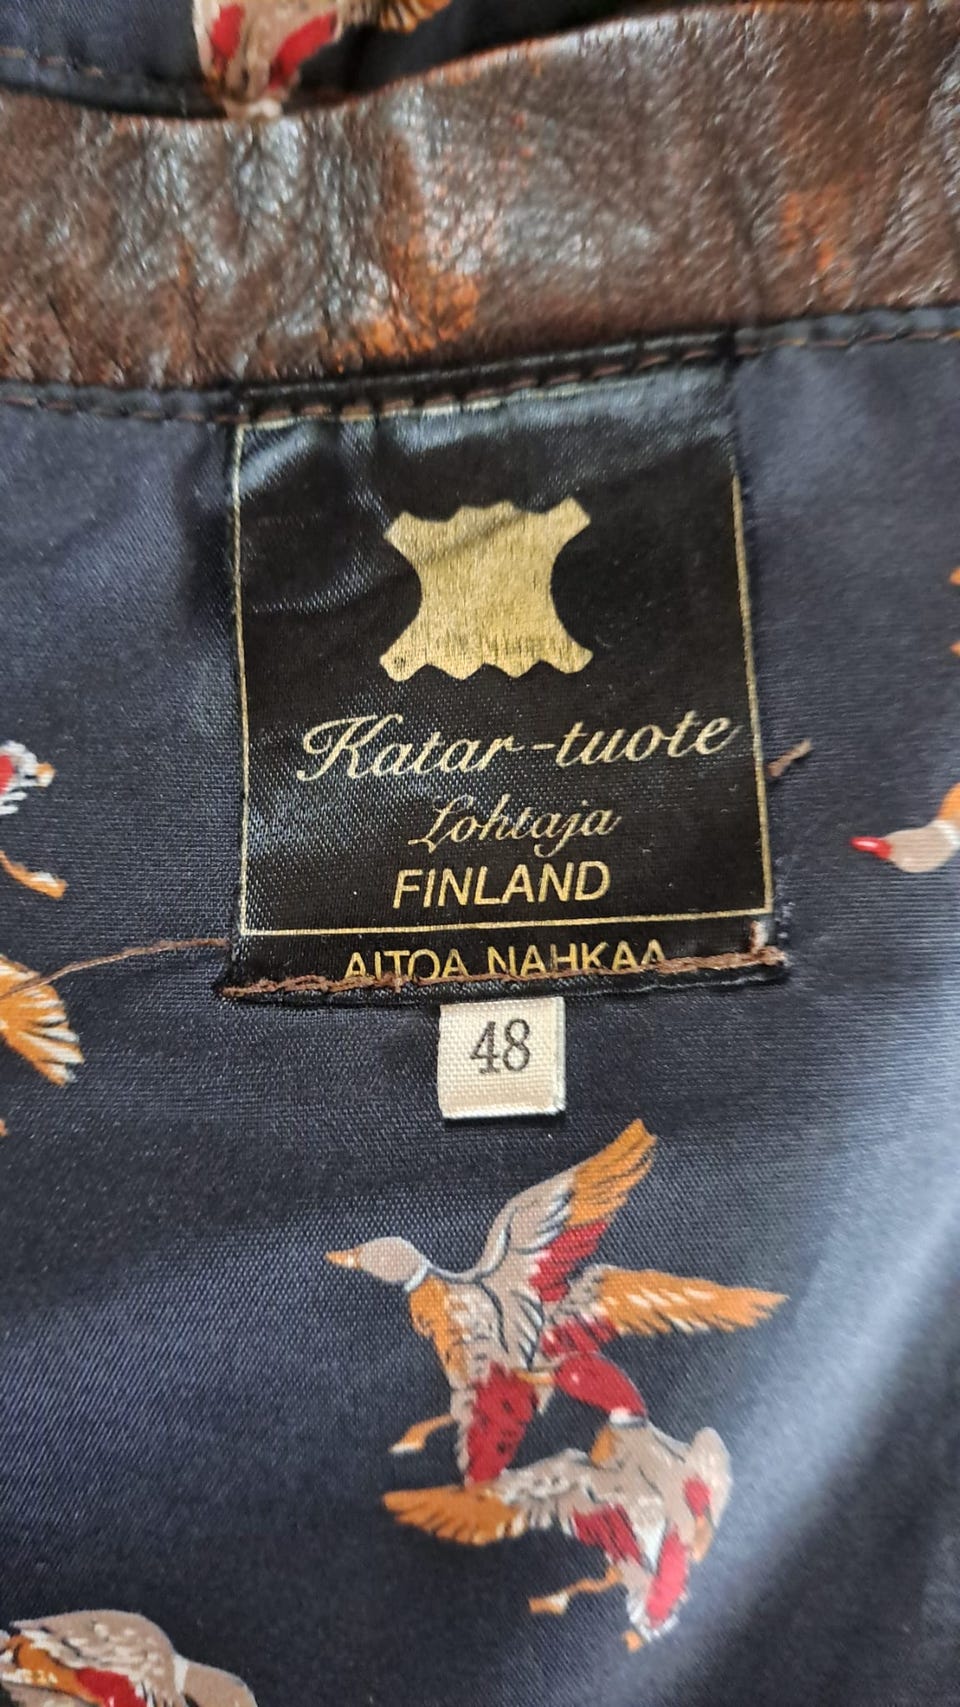 Katar-tuote
Lohtaja
FINLAND
AITOA NAHKAA
48